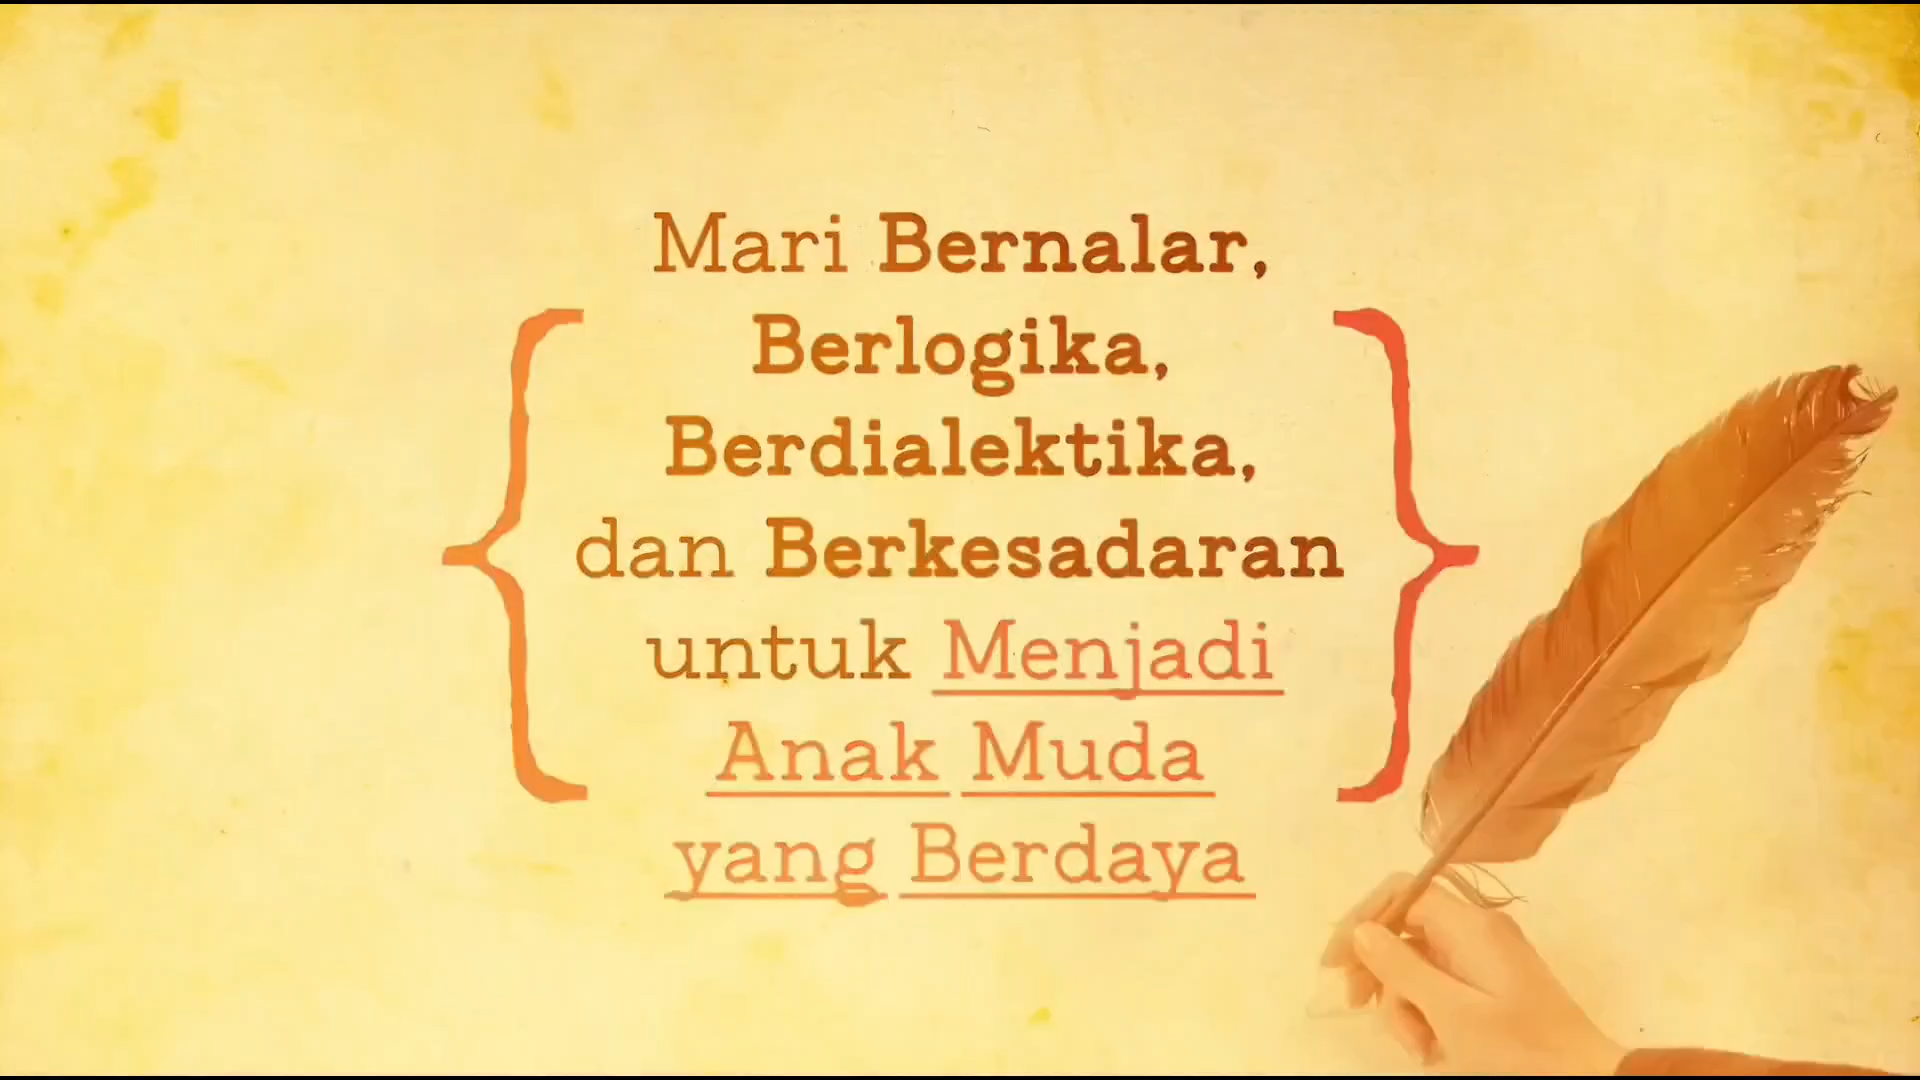 Mari Bernalar,
Berlogika,
Berdialektika,
dan Berkesadaran
untuk Menjadi
Anak Muda
yang Berdaya